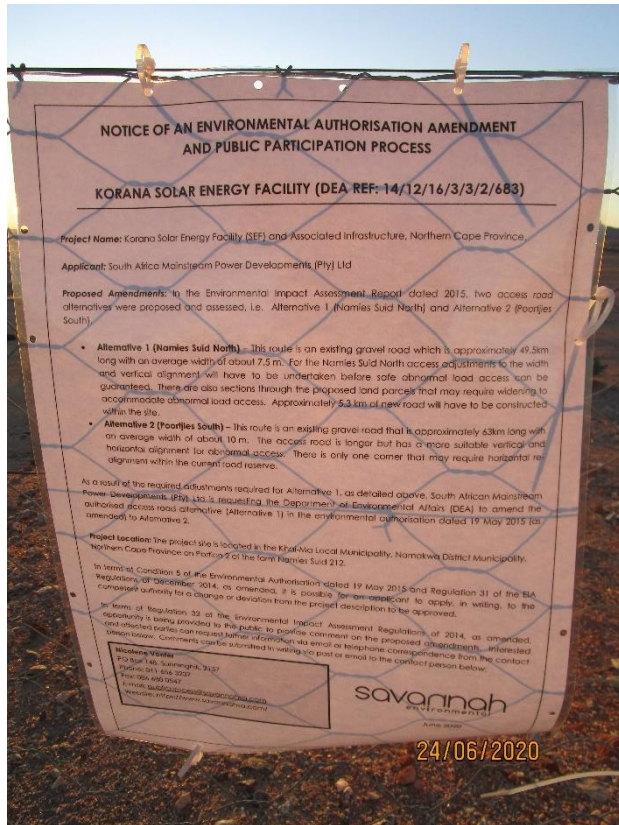 NOTICE OF AN ENVIRONMENTAL AUTHORISATION AMENDMENT
AND PUBLIC PARTICIPATION PROCESS
KORANA SOLAR ENERGY FACILITY (DEA REF: 14/12/16/3/3/2/683)
Project Name: Korana Solar Energy Facility (SEF) and Associated Infrastructure, Northern Cape Province.
Applicant: South Africa Mainstream Power Developments (Pty) Ltd
Proposed Amendments: In the Environmental Impact Assessment Report dated 2015, two access road
alternatives were proposed and assessed, i.e. Alternative 1 (Namies Suid North) and Alternative 2 (Poortjies
South).
• Alternative 1 (Namies Suid North) – This route is an existing gravel road which is approximately 49.5km
long with an average width of about 7.5 m. For the Namies Suid North access adjustments to the width
and vertical alignment will have to be undertaken before safe abnormal load access can be
guaranteed. There are also sections through the proposed land parcels that may require widening to
accommodate abnormal load access. Approximately 5.3 km of new road will have to be constructed
within the site.
• Alternative 2 (Poortjies South) – This route is an existing gravel road that is approximately 63km long with
an average width of about 10 m. The access road is longer but has a more suitable vertical and
horizontal alignment for abnormal access. There is only one corner that may require horizontal re-
alignment within the current road reserve.
As a result of the required adjustments required for Alternative 1, as detailed above, South African Mainstream
Power Developments (Pty) Ltd is requesting the Department of Environmental Affairs (DEA) to amend the
authorised access road alternative (Alternative 1) in the environmental authorisation dated 19 May 2015 (as
amended) to Alternative 2.
Project Location: The project site is located in the Khai-Ma Local Municipality, Namakwa District Municipality,
Northern Cape Province on Portion 2 of the farm Namies Suid 212.
In terms of Condition 5 of the Environmental Authorisation dated 19 May 2015 and Regulation 31 of the EIA
Regulations of December 2014, as amended, it is possible for an applicant to apply, in writing, to the
competent authority for a change or deviation from the project description to be approved.
In terms of Regulation 32 of the Environmental Impact Assessment Regulations of 2014, as amended,
opportunity is being provided to the public to provide comment on the proposed amendments. Interested
and affected parties can request further information via email or telephone correspondence from the contact
person below. Comments can be submitted in writing via post or email to the contact person below:
Nicolene Venter
PO Box 148, Sunninghill, 2157
Phone: 011 656 3237
Fax: 086 684 0547
savannah
environmental
June 2020
24/06/2020